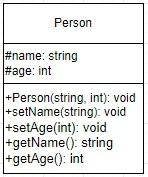 Person
#name: string
#age: int
+Person(string, int): void
+setName(string): void
+setAge(int): void
+getName(): string
+getAge(): int